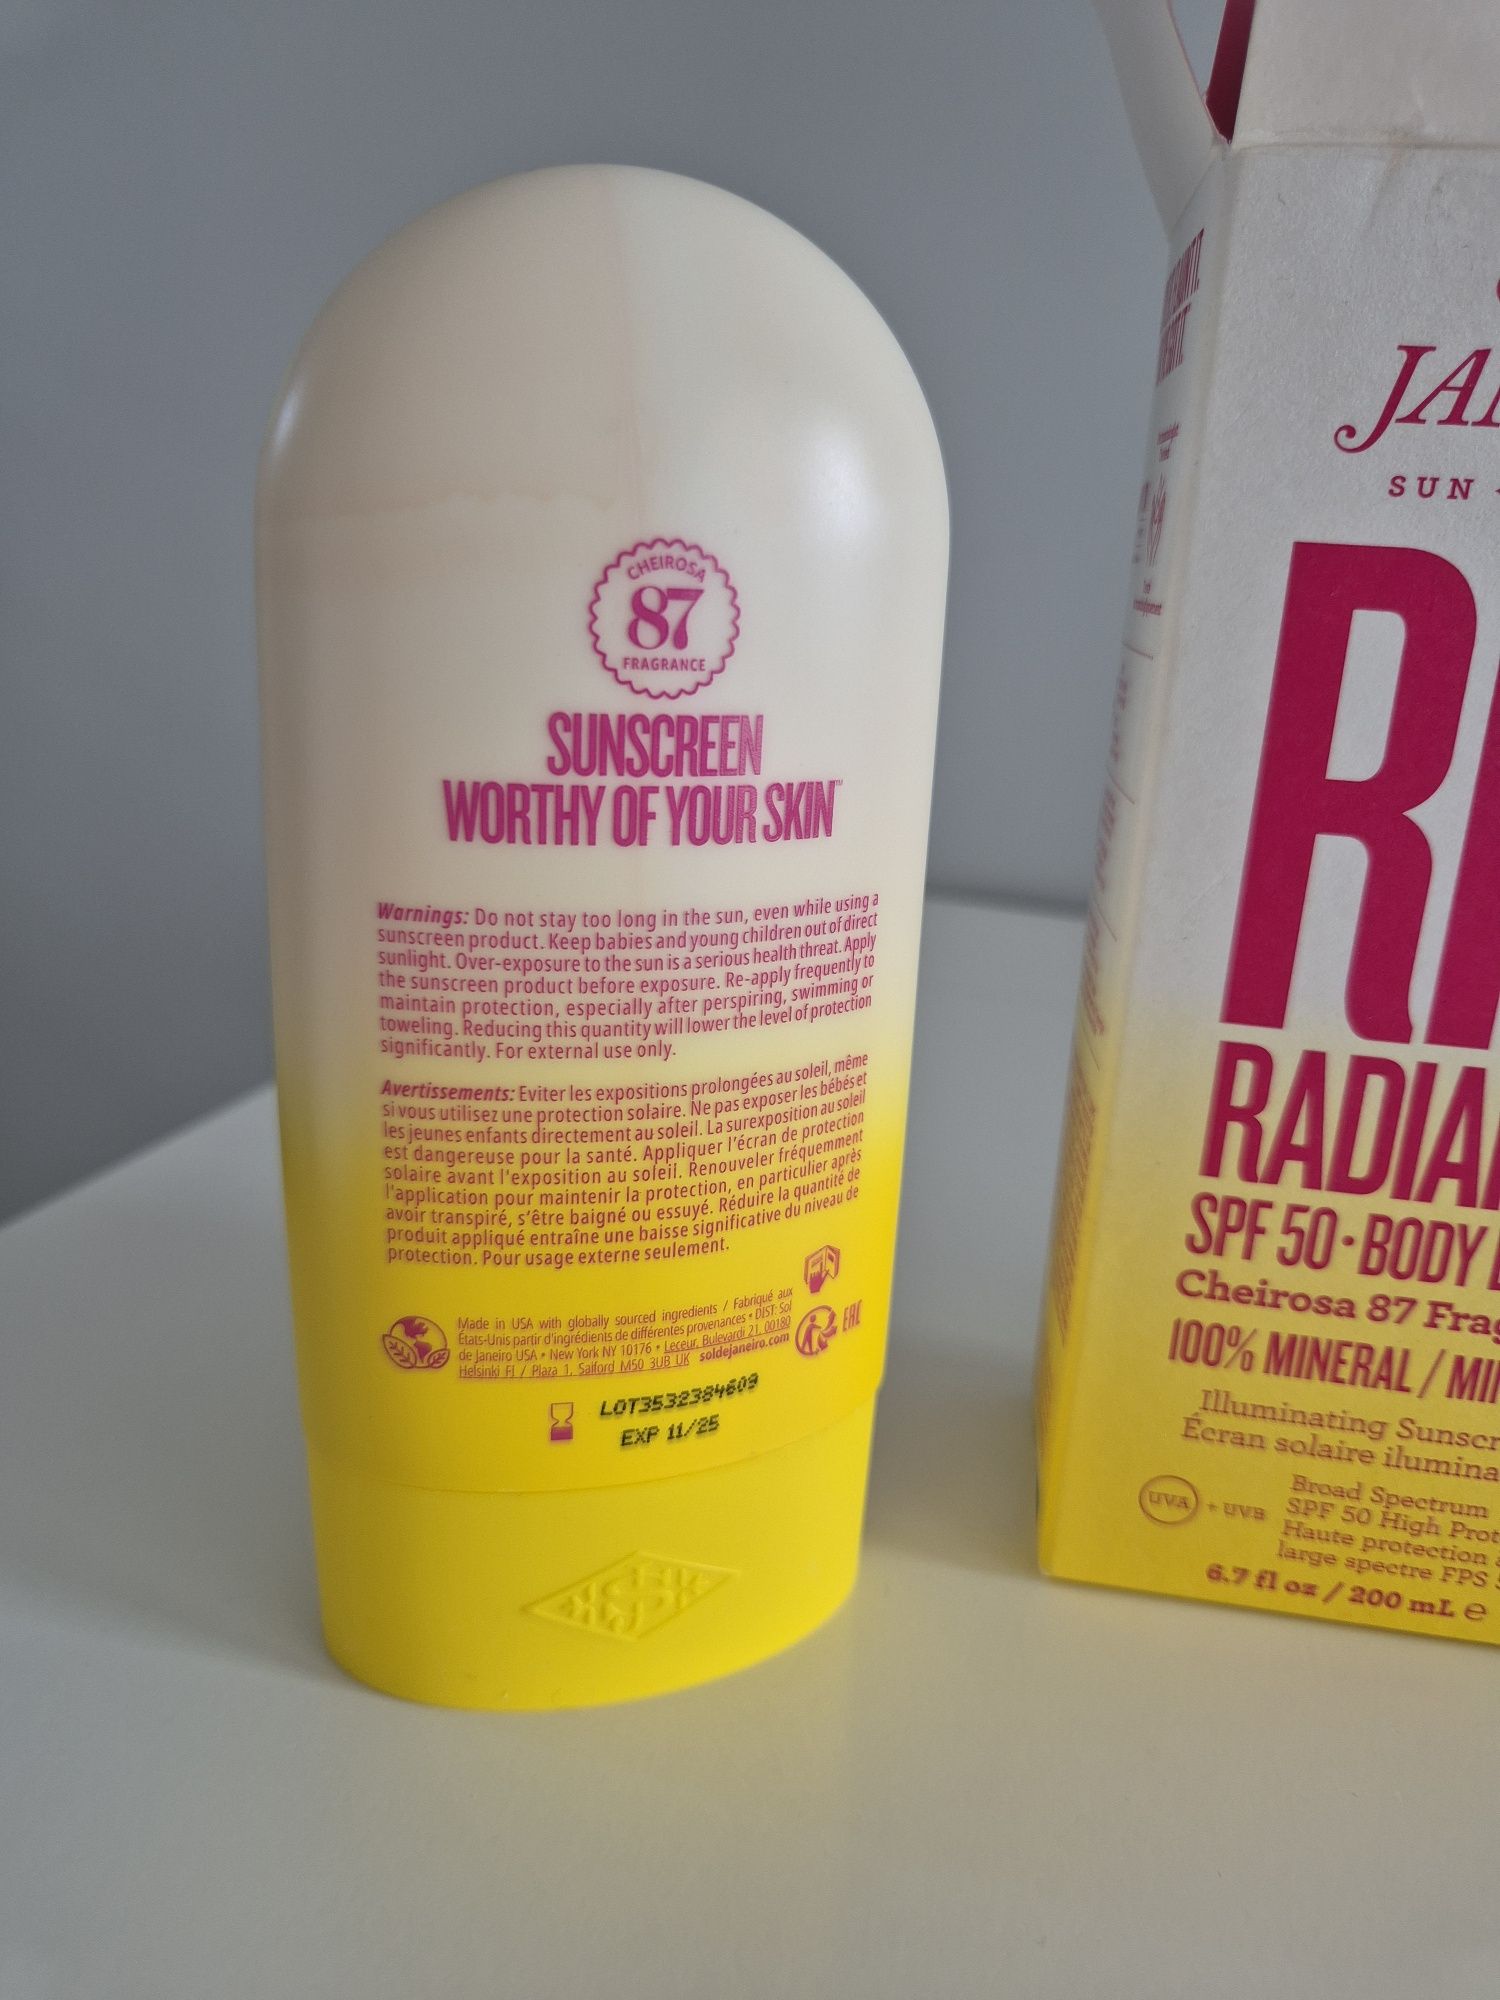 CHEIROSA
87
FRAGRANCE
SUNSCREEN
WORTHY OF YOUR SKIN™
Warnings: Do not stay too long in the sun, even while using a
sunscreen product. Keep babies and young children out of direct
sunlight. Over-exposure to the sun is a serious health threat. Apply
the sunscreen product before exposure. Re-apply frequently to
maintain protection, especially after perspiring, swimming or
toweling. Reducing this quantity will lower the level of protection
significantly. For external use only.
Avertissements: Eviter les expositions prolongées au soleil, même
si vous utilisez une protection solaire. Ne pas exposer les bébés et
les jeunes enfants directement au soleil. La surexposition au soleil
est dangereuse pour la santé. Appliquer l'écran de protection
solaire avant l'exposition au soleil. Renouveler fréquemment
l'application pour maintenir la protection, en particulier après
avoir transpiré, s'être baigné ou essuyé. Réduire la quantité de
produit appliqué entraîne une baisse significative du niveau de
protection. Pour usage externe seulement.
Made in USA with globally sourced ingredients / Fabriqué aux
États-Unis partir d'ingrédients de différentes provenances • DIST: Sol
de Janeiro USA • New York NY 10176 • Leceur, Bulevardi 21, 00180
Helsinki FI / Plaza 1, Salford M50 3UB UK soldejaneiro.com
EAC
LOT3532384609
EXP 11/25
JAN
SUN
RI
RADIA
SPF 50 • BODY
Cheirosa 87 Frag
100% MINERAL / MI
Illuminating Sunscr
Écran solaire ilumina
UVA + UVB
Broad Spectrum
SPF 50 High Prot
Haute protection
large spectre FPS
6.7 fl oz / 200 mL ℮